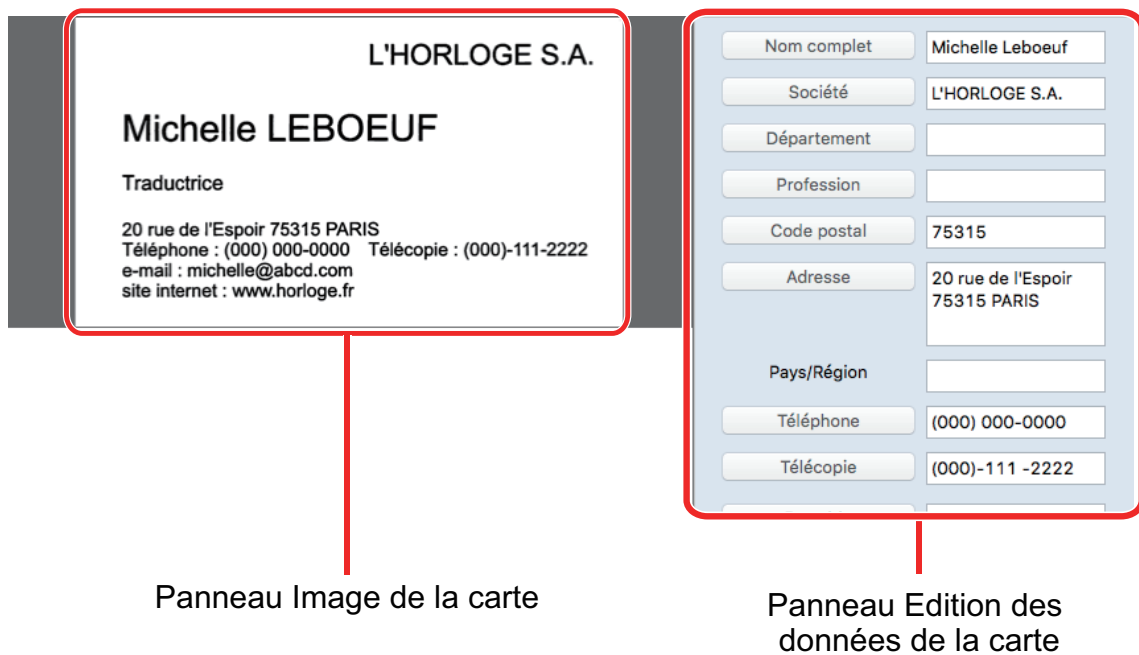 L'HORLOGE S.A.
Michelle LEBOEUF
Traductrice
20 rue de l'Espoir 75315 PARIS
Téléphone : (000) 000-0000 Télécopie : (000)-111-2222
e-mail : michelle@abcd.com
site internet : www.horloge.fr
Nom complet Michelle Leboeuf
Société L'HORLOGE S.A.
Département
Profession
Code postal 75315
Adresse 20 rue de l'Espoir
75315 PARIS
Pays/Région
Téléphone (000) 000-0000
Télécopie (000)-111 -2222
Panneau Image de la carte
Panneau Edition des
données de la carte